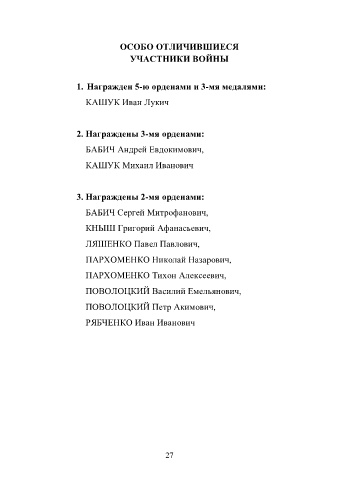 ОСОБО ОТЛИЧИВШИЕСЯ
УЧАСТНИКИ ВОЙНЫ
1. Награжден 5-ю орденами и 3-мя медалями:
КАШУК Иван Лукич
2. Награждены 3-мя орденами:
БАБИЧ Андрей Евдокимович,
КАШУК Михаил Иванович
3. Награждены 2-мя орденами:
БАБИЧ Сергей Митрофанович,
КНЫШ Григорий Афанасьевич,
ЛЯШЕНКО Павел Павлович,
ПАРХОМЕНКО Николай Назарович,
ПАРХОМЕНКО Тихон Алексеевич,
ПОВОЛОЦКИЙ Василий Емельянович,
ПОВОЛОЦКИЙ Петр Акимович,
РЯБЧЕНКО Иван Иванович
27